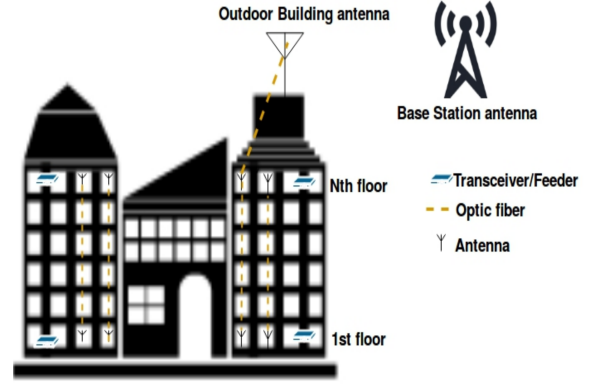 Outdoor Building antenna
Base Station antenna
Nth floor
Transceiver/Feeder
Optic fiber
Antenna
1st floor